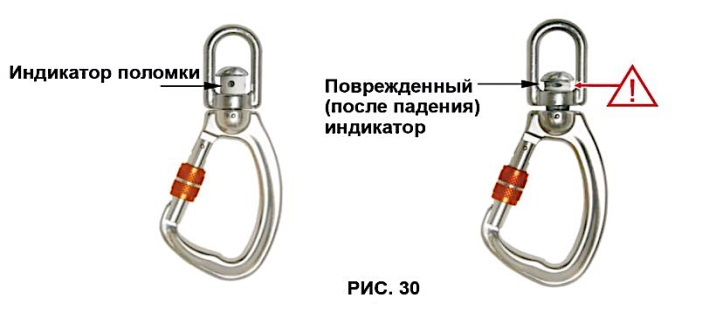 Индикатор поломки
Поврежденный
(после падения)
индикатор
РИС. 30